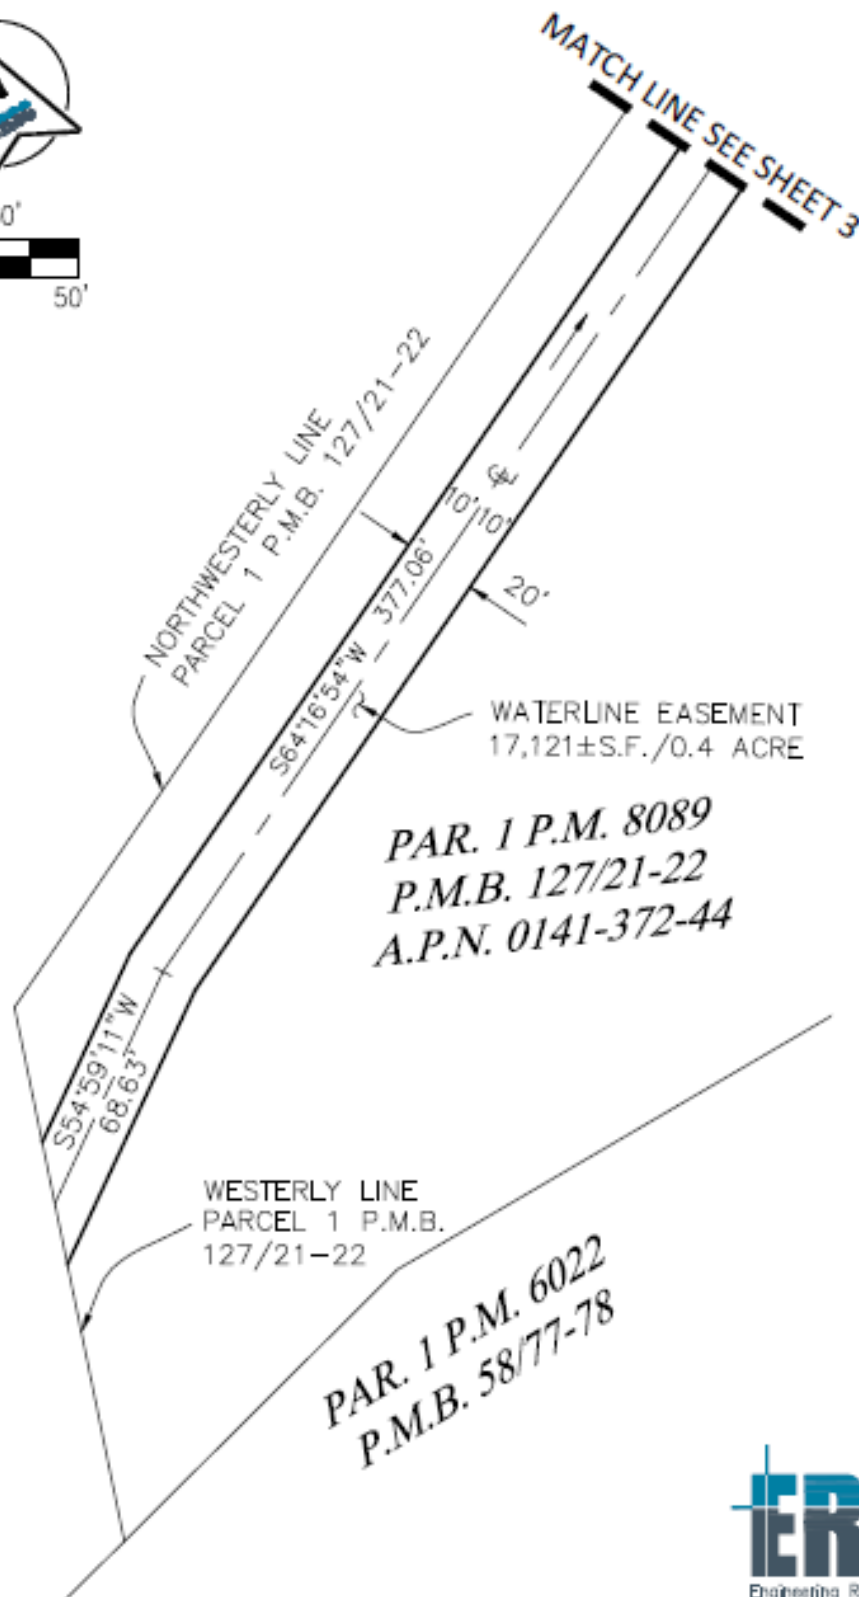 MATCH LINE SEE SHEET 3
50'
NORTHWESTERLY LINE
PARCEL 1 P.M.B. 127/21-22
10' 10'
℄
20'
S64°16'54"W 377.06'
WATERLINE EASEMENT
17,121±S.F./0.4 ACRE
PAR. 1 P.M. 8089
P.M.B. 127/21-22
A.P.N. 0141-372-44
S54°59'11"W
68.63'
WESTERLY LINE
PARCEL 1 P.M.B.
127/21-22
PAR. 1 P.M. 6022
P.M.B. 58/77-78
ER
Engineering R